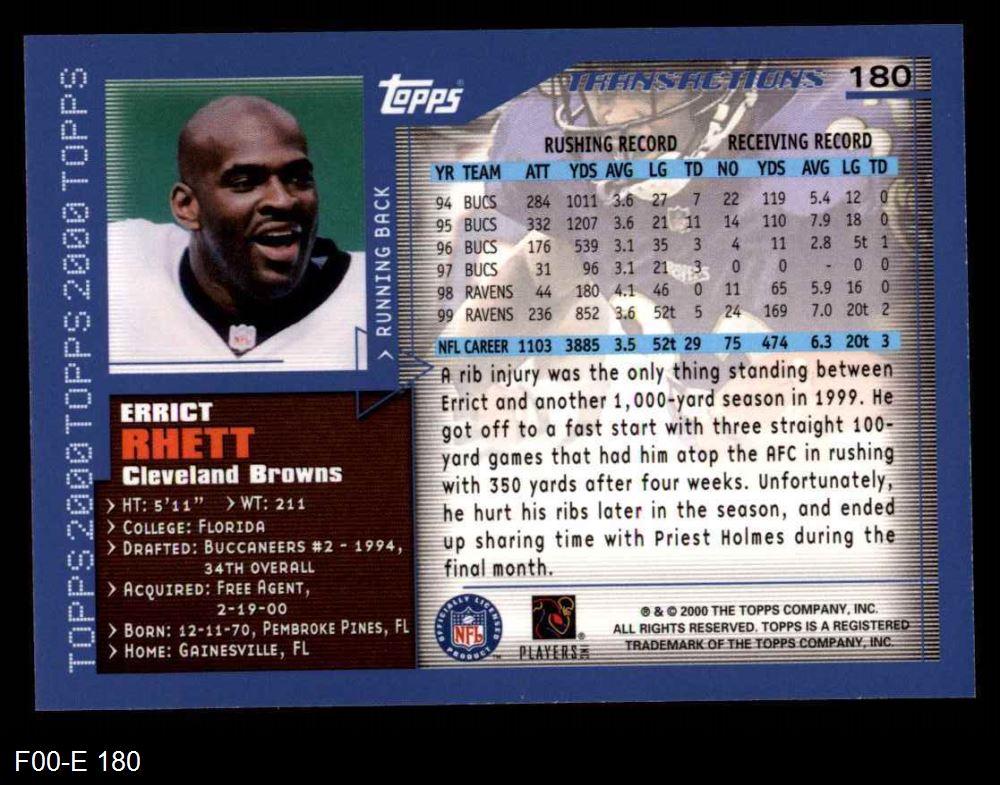 TOPPS 2000 TOPPS 2000 TOPPS 2000 TOPPS
topps
TRANSACTIONS 180
> RUNNING BACK
ERRICT
RHETT
Cleveland Browns
> HT: 5'11" > WT: 211
> COLLEGE: FLORIDA
> DRAFTED: BUCCANEERS #2 - 1994,
34TH OVERALL
> ACQUIRED: FREE AGENT,
2-19-00
> BORN: 12-11-70, PEMBROKE PINES, FL
> HOME: GAINESVILLE, FL
RUSHING RECORD RECEIVING RECORD
YR TEAM ATT YDS AVG LG TD NO YDS AVG LG TD
94 BUCS 284 1011 3.6 27 7 22 119 5.4 12 0
95 BUCS 332 1207 3.6 21 11 14 110 7.9 18 0
96 BUCS 176 539 3.1 35 3 4 11 2.8 5t 1
97 BUCS 31 96 3.1 21 3 0 0 - 0 0
98 RAVENS 44 180 4.1 46 0 11 65 5.9 16 0
99 RAVENS 236 852 3.6 52t 5 24 169 7.0 20t 2
NFL CAREER 1103 3885 3.5 52t 29 75 474 6.3 20t 3
A rib injury was the only thing standing between
Errict and another 1,000-yard season in 1999. He
got off to a fast start with three straight 100-
yard games that had him atop the AFC in rushing
with 350 yards after four weeks. Unfortunately,
he hurt his ribs later in the season, and ended
up sharing time with Priest Holmes during the
final month.
OFFICIALLY LICENSED
NFL
PRODUCT
PLAYERS INC
® & © 2000 THE TOPPS COMPANY, INC.
ALL RIGHTS RESERVED. TOPPS IS A REGISTERED
TRADEMARK OF THE TOPPS COMPANY, INC.
F00-E 180